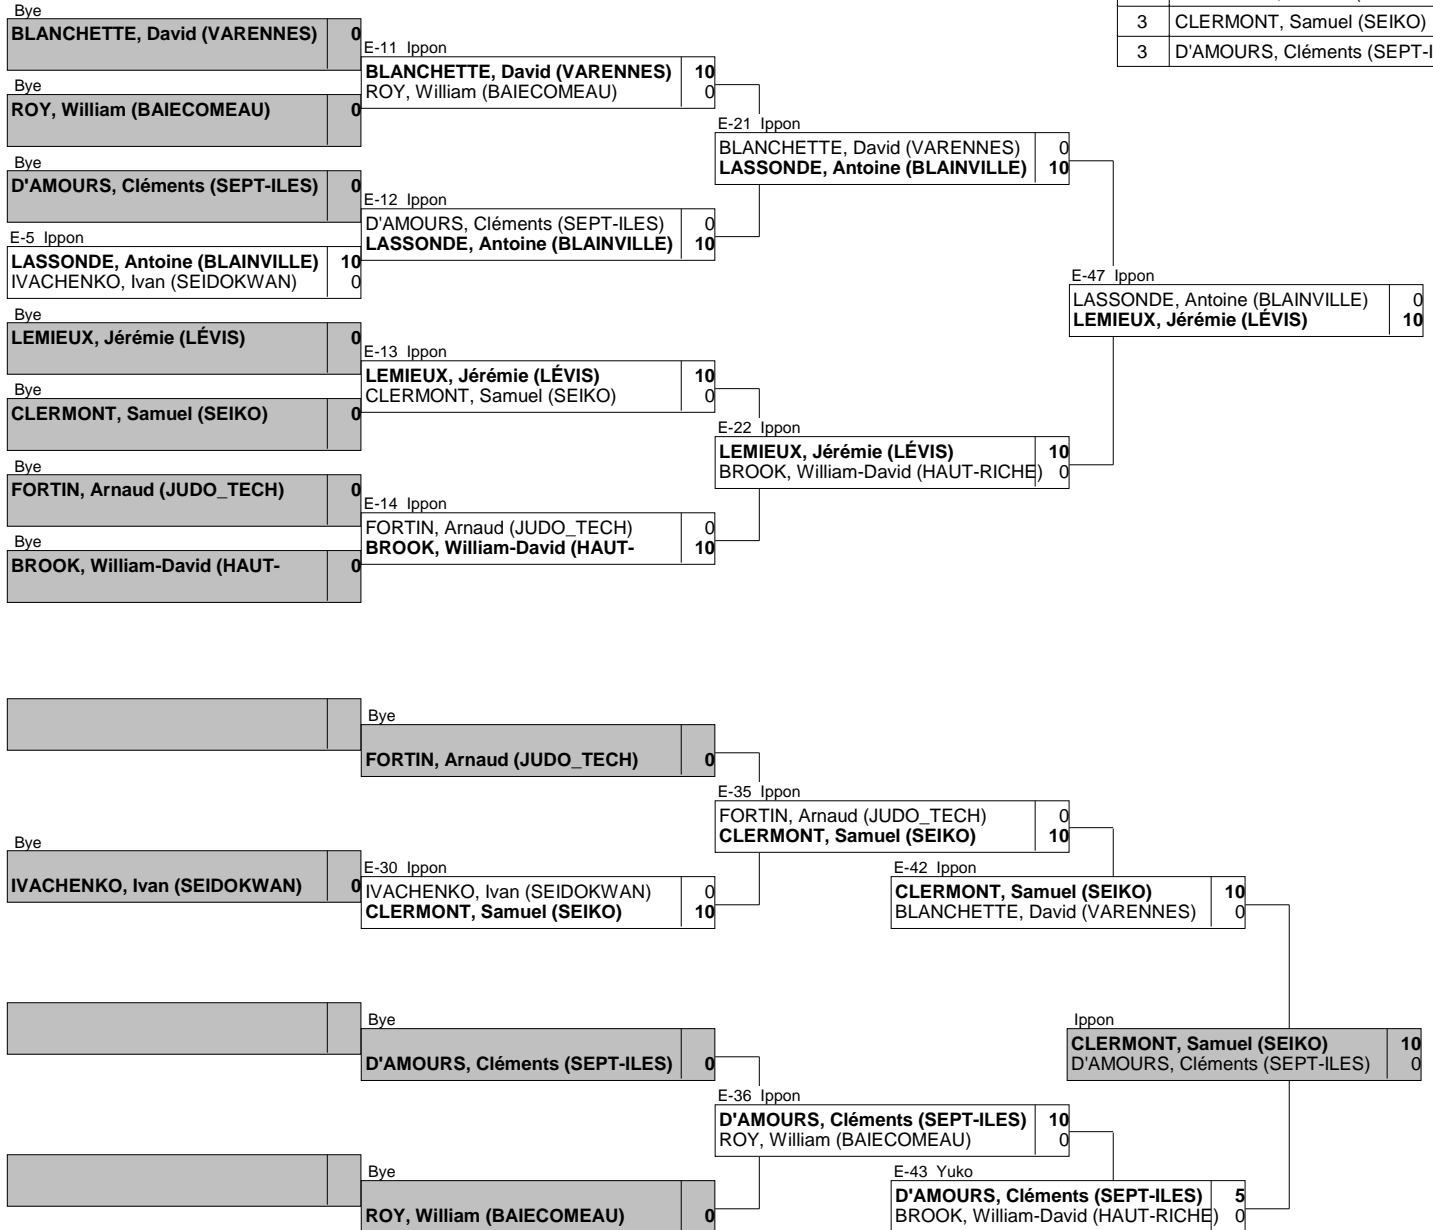 3 CLERMONT, Samuel (SEIKO)
3 D'AMOURS, Cléments
Bye
BLANCHETTE, David (VARENNES) 0
Bye
ROY, William (BAIECOMEAU) 0
Bye
D'AMOURS, Cléments (SEPT-ILES) 0
E-5 Ippon
LASSONDE, Antoine (BLAINVILLE) 10
IVACHENKO, Ivan (SEIDOKWAN) 0
Bye
LEMIEUX, Jérémie (LÉVIS) 0
Bye
CLERMONT, Samuel (SEIKO) 0
Bye
FORTIN, Arnaud (JUDO_TECH) 0
Bye
BROOK, William-David (HAUT- 0
E-11 Ippon
BLANCHETTE, David (VARENNES) 10
ROY, William (BAIECOMEAU) 0
E-12 Ippon
D'AMOURS, Cléments (SEPT-ILES) 0
LASSONDE, Antoine (BLAINVILLE) 10
E-13 Ippon
LEMIEUX, Jérémie (LÉVIS) 10
CLERMONT, Samuel (SEIKO) 0
E-14 Ippon
FORTIN, Arnaud (JUDO_TECH) 0
BROOK, William-David (HAUT- 10
E-21 Ippon
BLANCHETTE, David (VARENNES) 0
LASSONDE, Antoine (BLAINVILLE) 10
E-22 Ippon
LEMIEUX, Jérémie (LÉVIS) 10
BROOK, William-David (HAUT-RICHE) 0
E-47 Ippon
LASSONDE, Antoine (BLAINVILLE) 0
LEMIEUX, Jérémie (LÉVIS) 10
Bye
IVACHENKO, Ivan (SEIDOKWAN) 0
Bye
FORTIN, Arnaud (JUDO_TECH) 0
E-30 Ippon
IVACHENKO, Ivan (SEIDOKWAN) 0
CLERMONT, Samuel (SEIKO) 10
Bye
D'AMOURS, Cléments (SEPT-ILES) 0
Bye
ROY, William (BAIECOMEAU) 0
E-35 Ippon
FORTIN, Arnaud (JUDO_TECH) 0
CLERMONT, Samuel (SEIKO) 10
E-36 Ippon
D'AMOURS, Cléments (SEPT-ILES) 10
ROY, William (BAIECOMEAU) 0
E-42 Ippon
CLERMONT, Samuel (SEIKO) 10
BLANCHETTE, David (VARENNES) 0
E-43 Yuko
D'AMOURS, Cléments (SEPT-ILES) 5
BROOK, William-David (HAUT-RICHE) 0
Ippon
CLERMONT, Samuel (SEIKO) 10
D'AMOURS, Cléments (SEPT-ILES) 0